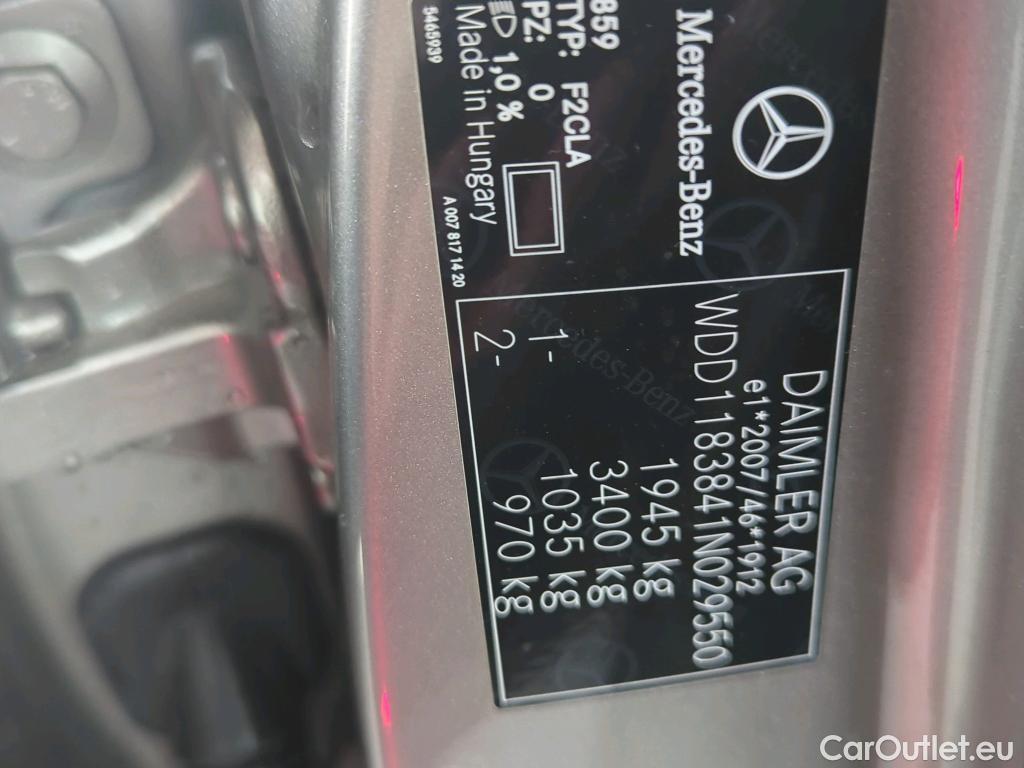 Mercedes-Benz
DAIMLER AG
e1*2007/46*1912
WDD1183841N029550
1945 kg
3400 kg
1- 1035 kg
2- 970 kg
859
TYP: F2CLA
PZ: 0
1,0 %
Made in Hungary
5465939
A 007 817 14 20
CarOutlet.eu